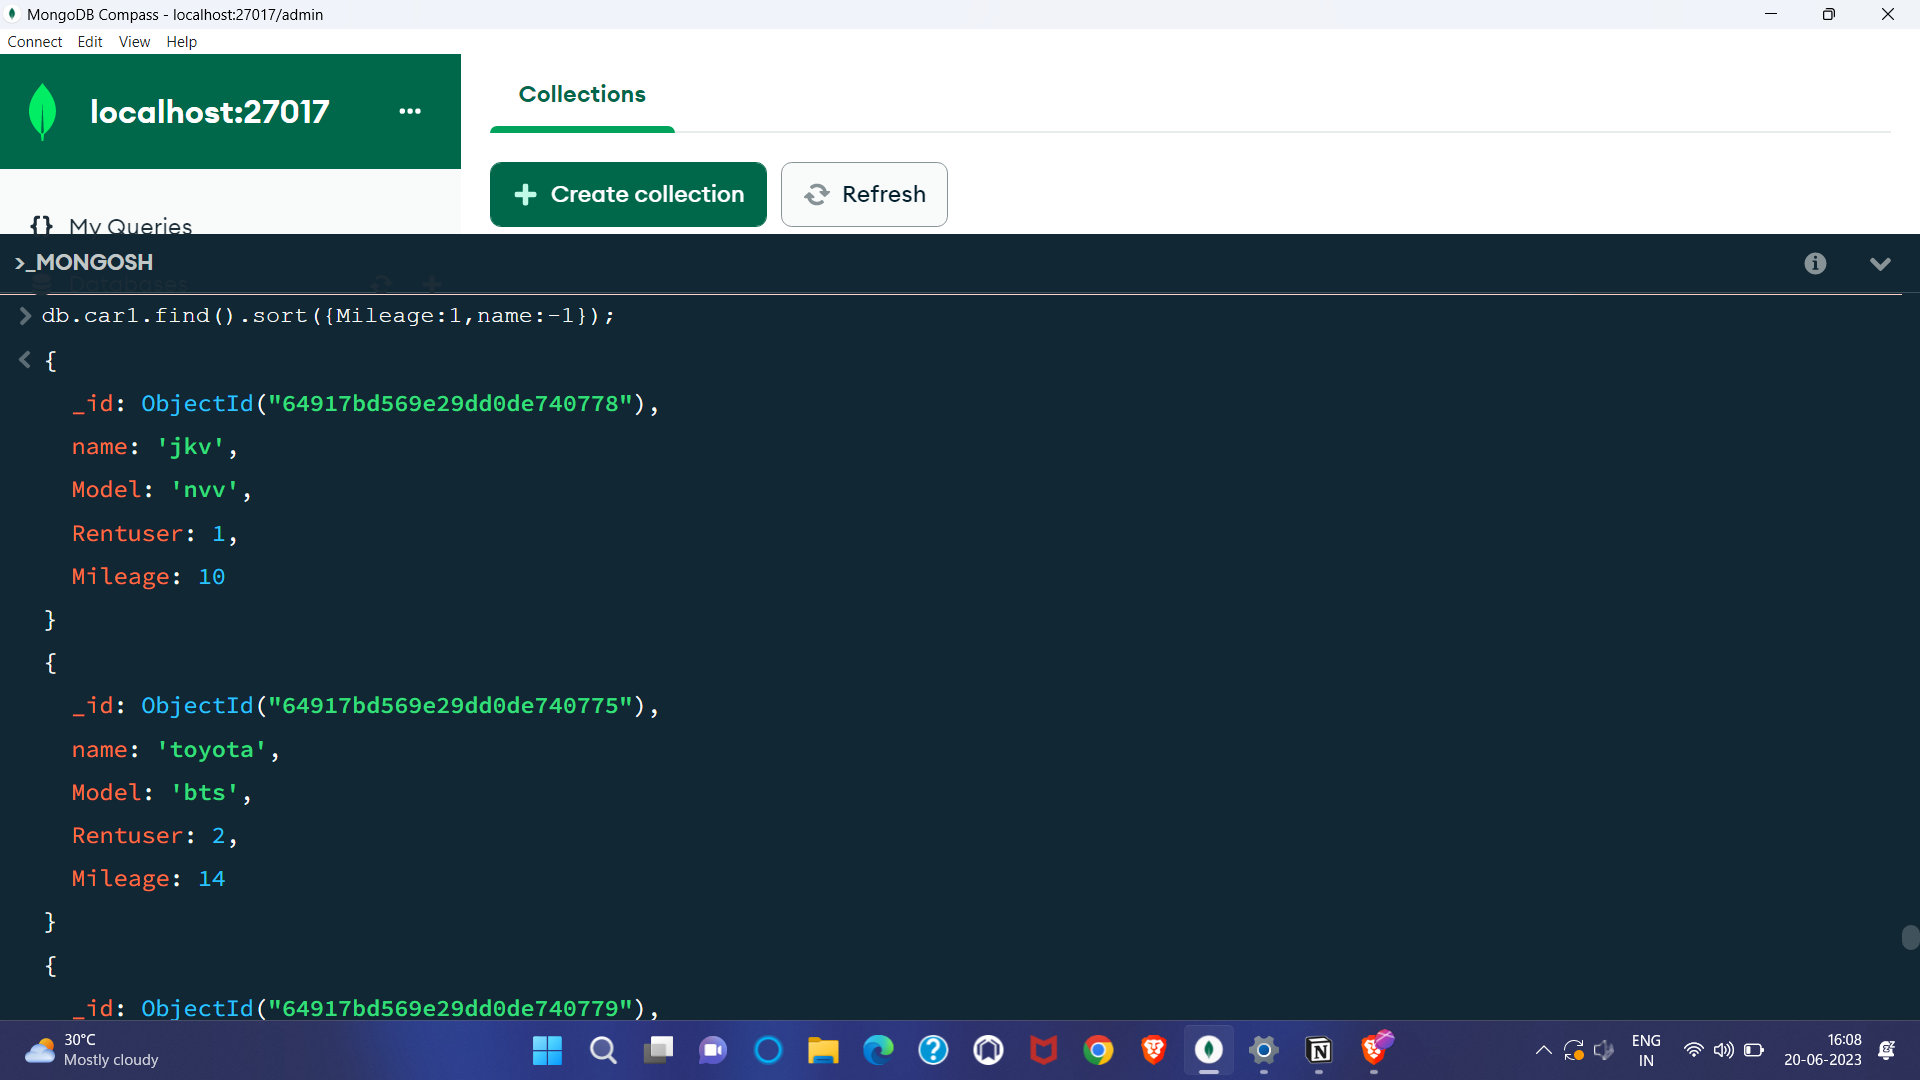 MongoDB Compass - localhost:27017/admin
Connect Edit View Help
localhost:27017 ...
Collections
Create collection Refresh
{} My Queries
>_MONGOSH
Databases
db.car1.find().sort({Mileage:1,name:-1});
{
_id: ObjectId("64917bd569e29dd0de740778"),
name: 'jkv',
Model: 'nvv',
Rentuser: 1,
Mileage: 10
}
{
_id: ObjectId("64917bd569e29dd0de740775"),
name: 'toyota',
Model: 'bts',
Rentuser: 2,
Mileage: 14
}
{
_id: ObjectId("64917bd569e29dd0de740779"),
30°C
Mostly cloudy
ENG
IN
16:08
20-06-2023